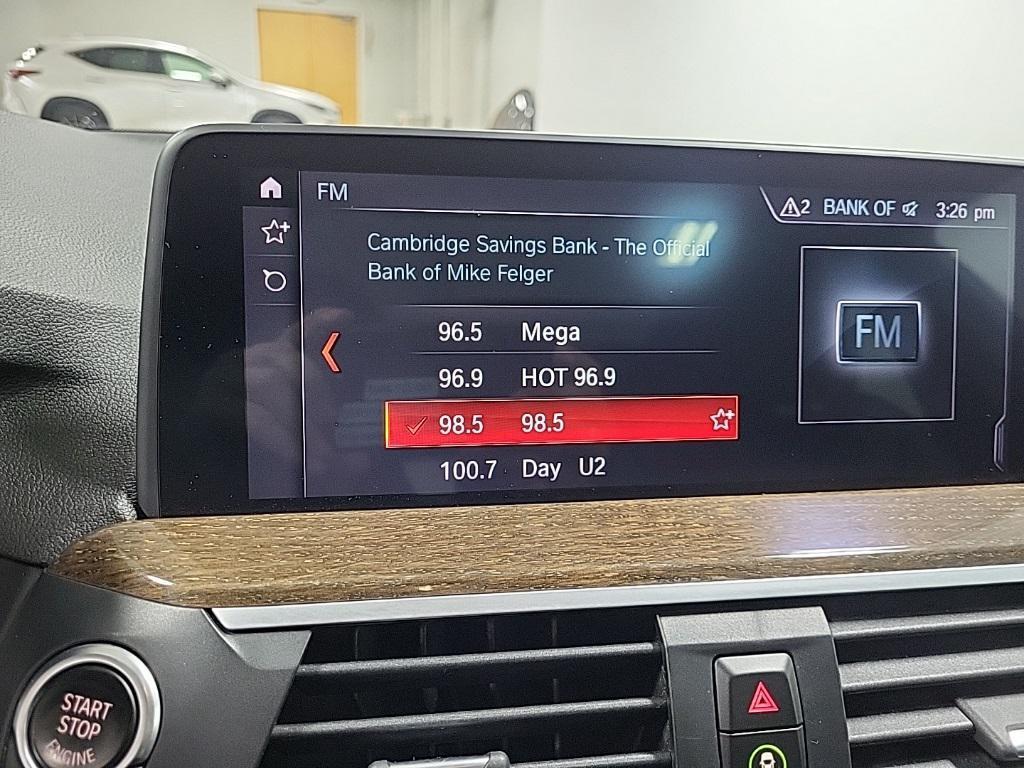 FM
2 BANK OF 3:26 pm
Cambridge Savings Bank - The Official
Bank of Mike Felger
96.5 Mega
96.9 HOT 96.9
98.5 98.5
100.7 Day U2
FM
START
STOP
ENGINE